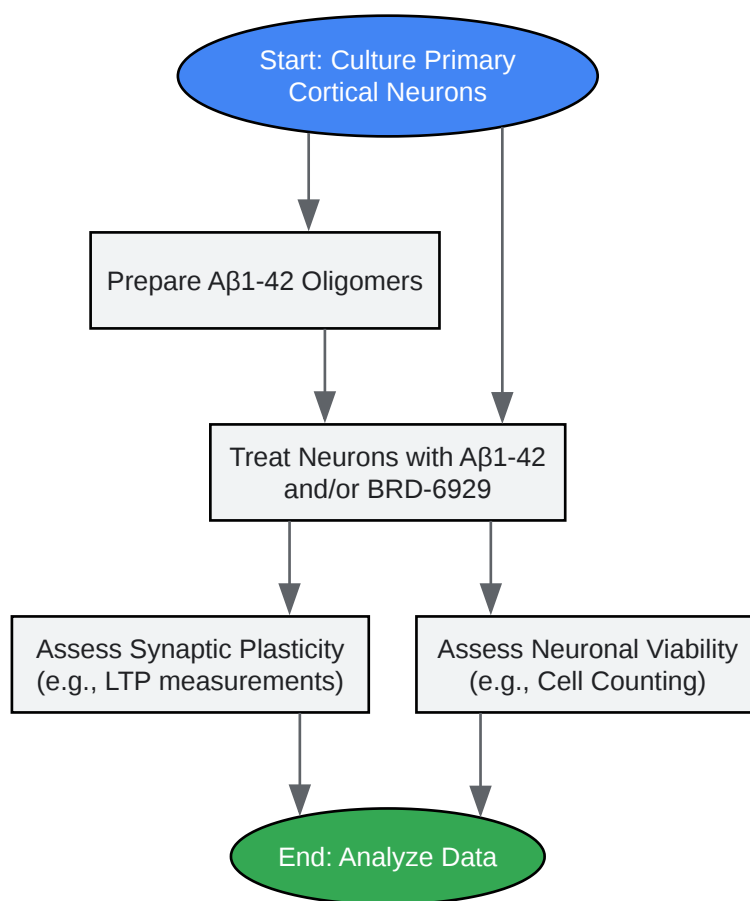 Start: Culture Primary
Cortical Neurons
Prepare Aβ1-42 Oligomers
Treat Neurons with Aβ1-42
and/or BRD-6929
Assess Synaptic Plasticity
(e.g., LTP measurements)
Assess Neuronal Viability
(e.g., Cell Counting)
End: Analyze Data